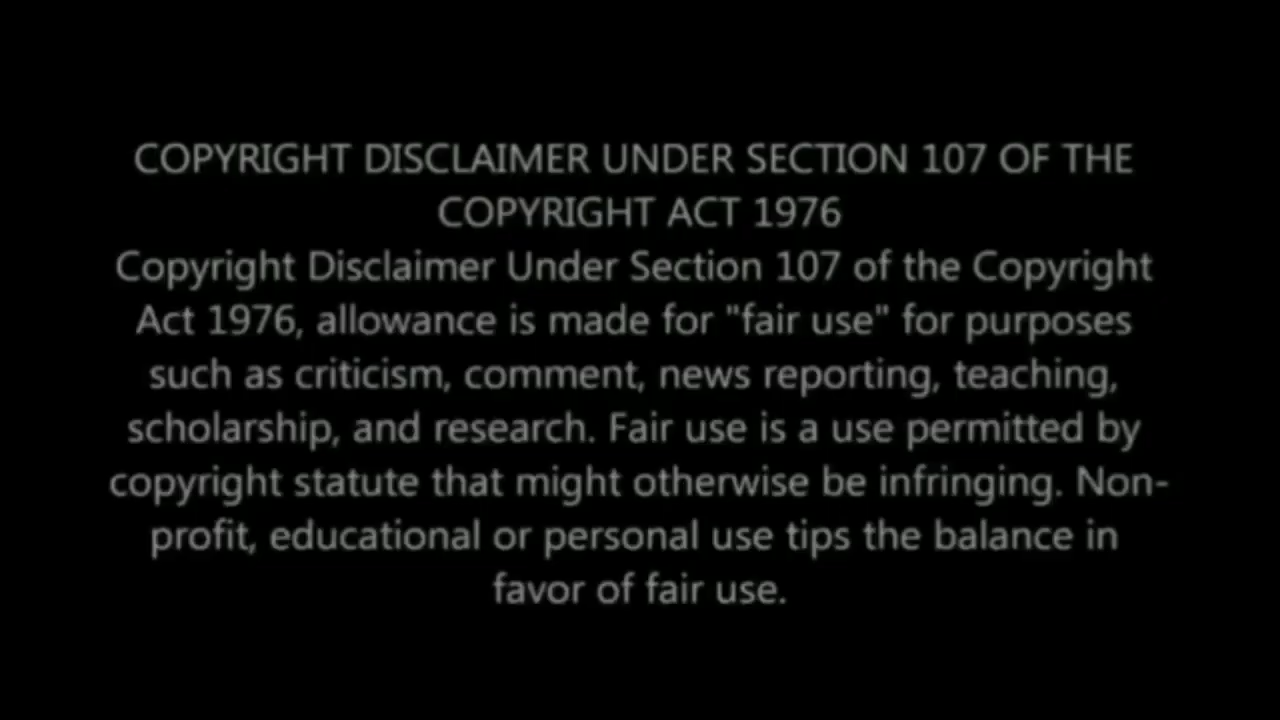 COPYRIGHT DISCLAIMER UNDER SECTION 107 OF THE
COPYRIGHT ACT 1976
Copyright Disclaimer Under Section 107 of the Copyright
Act 1976, allowance is made for "fair use" for purposes
such as criticism, comment, news reporting, teaching,
scholarship, and research. Fair use is a use permitted by
copyright statute that might otherwise be infringing. Non-
profit, educational or personal use tips the balance in
favor of fair use.